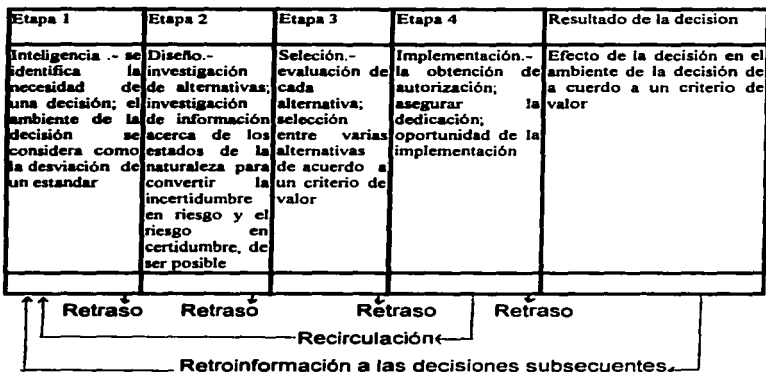 Etapa 1
Inteligencia .- se
identifica la
necesidad de
una decisión; el
ambiente de la
decisión se
considera como
la desviación de
un estandar
Etapa 2
Diseño.-
investigación
de alternativas;
investigación
de información
acerca de los
estados de la
naturaleza para
convertir la
incertidumbre
en riesgo y el
riesgo en
certidumbre, de
ser posible
Etapa 3
Seleción.-
evaluación de
cada
alternativa;
selección
entre varias
alternativas
de acuerdo a
un criterio de
valor
Etapa 4
Implementación.-
la obtención de
autorización;
asegurar la
dedicación;
oportunidad de la
implementación
Resultado de la decision
Efecto de la decisión en el
ambiente de la decisión de
a cuerdo a un criterio de
valor
Retraso Retraso Retraso Retraso
Recirculación
Retroinformación a las decisiones subsecuentes